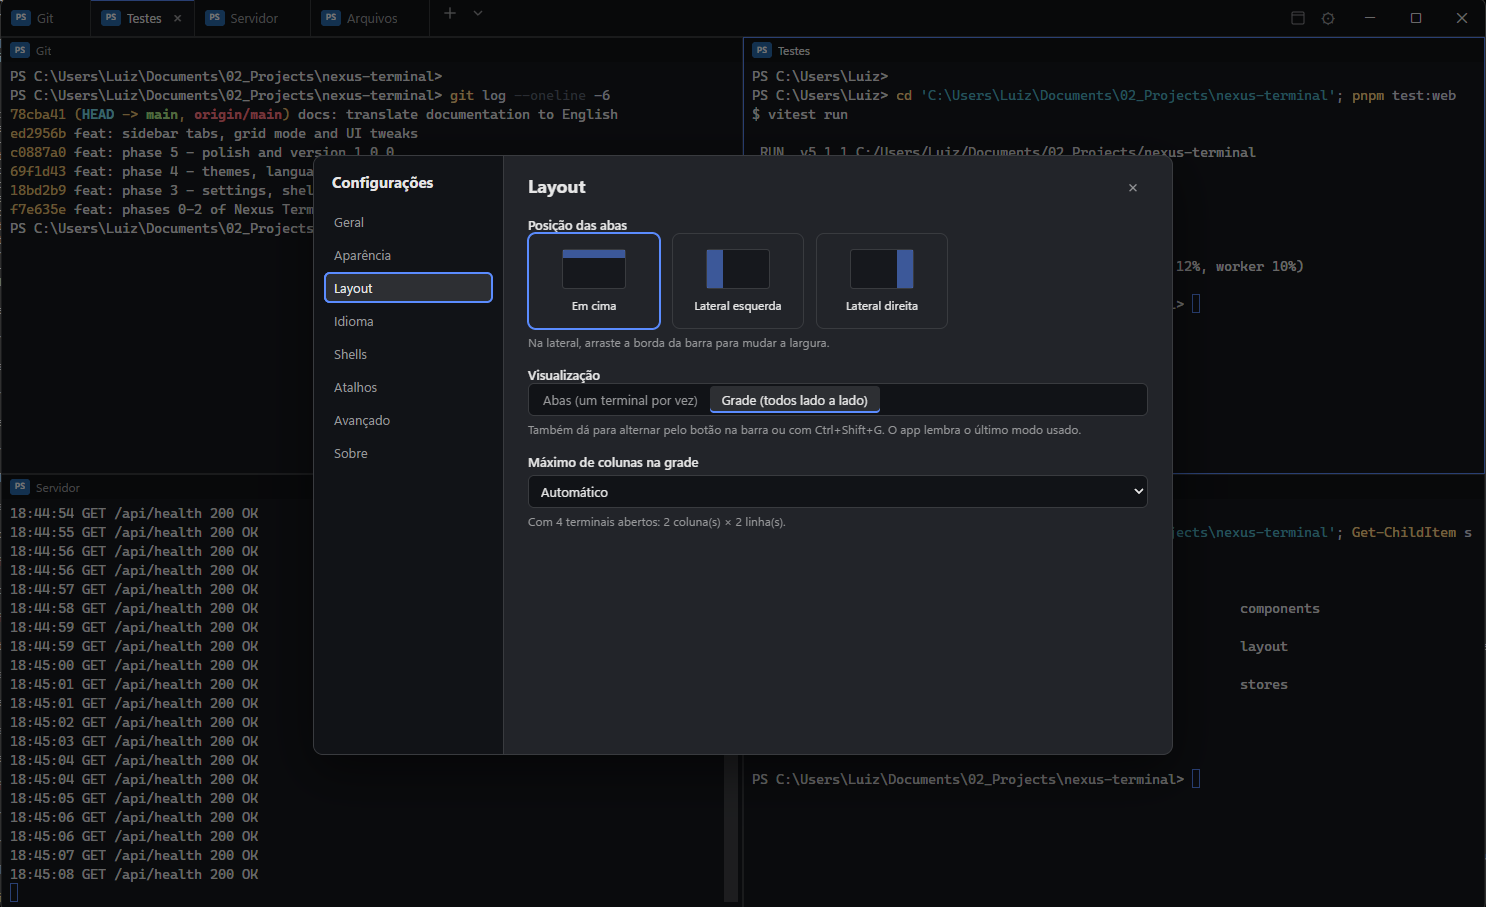 PS Git
PS Testes ×
PS Servidor
PS Arquivos
PS Git
PS C:\Users\Luiz\Documents\02_Projects\nexus-terminal>
PS C:\Users\Luiz\Documents\02_Projects\nexus-terminal> git log --oneline -6
78cba41 (HEAD -> main, origin/main) docs: translate documentation to English
ed2956b feat: sidebar tabs, grid mode and UI tweaks
c0887a0 feat: phase 5 - polish and version 1.0.0
69f1d43 feat: phase 4 - themes, langua
18bd2b9 feat: phase 3 - settings, shel
f7e635e feat: phases 0-2 of Nexus Term
PS C:\Users\Luiz\Documents\02_Projects
PS Testes
PS C:\Users\Luiz>
PS C:\Users\Luiz> cd 'C:\Users\Luiz\Documents\02_Projects\nexus-terminal'; pnpm test:web
$ vitest run
RUN v5.1.1 C:/Users/Luiz/Documents/02_Projects/nexus-terminal
12%, worker 10%)
>
Configurações
Geral
Aparência
Layout
Idioma
Shells
Atalhos
Avançado
Sobre
Layout
×
Posição das abas
Em cima
Lateral esquerda
Lateral direita
Na lateral, arraste a borda da barra para mudar a largura.
Visualização
Abas (um terminal por vez)
Grade (todos lado a lado)
Também dá para alternar pelo botão na barra ou com Ctrl+Shift+G. O app lembra o último modo usado.
Máximo de colunas na grade
Automático
Com 4 terminais abertos: 2 coluna(s) × 2 linha(s).
PS Servidor
18:44:54 GET /api/health 200 OK
18:44:55 GET /api/health 200 OK
18:44:56 GET /api/health 200 OK
18:44:56 GET /api/health 200 OK
18:44:57 GET /api/health 200 OK
18:44:58 GET /api/health 200 OK
18:44:59 GET /api/health 200 OK
18:44:59 GET /api/health 200 OK
18:45:00 GET /api/health 200 OK
18:45:01 GET /api/health 200 OK
18:45:01 GET /api/health 200 OK
18:45:02 GET /api/health 200 OK
18:45:03 GET /api/health 200 OK
18:45:04 GET /api/health 200 OK
18:45:04 GET /api/health 200 OK
18:45:05 GET /api/health 200 OK
18:45:06 GET /api/health 200 OK
18:45:06 GET /api/health 200 OK
18:45:07 GET /api/health 200 OK
18:45:08 GET /api/health 200 OK
jects\nexus-terminal'; Get-ChildItem s
components
layout
stores
PS C:\Users\Luiz\Documents\02_Projects\nexus-terminal>